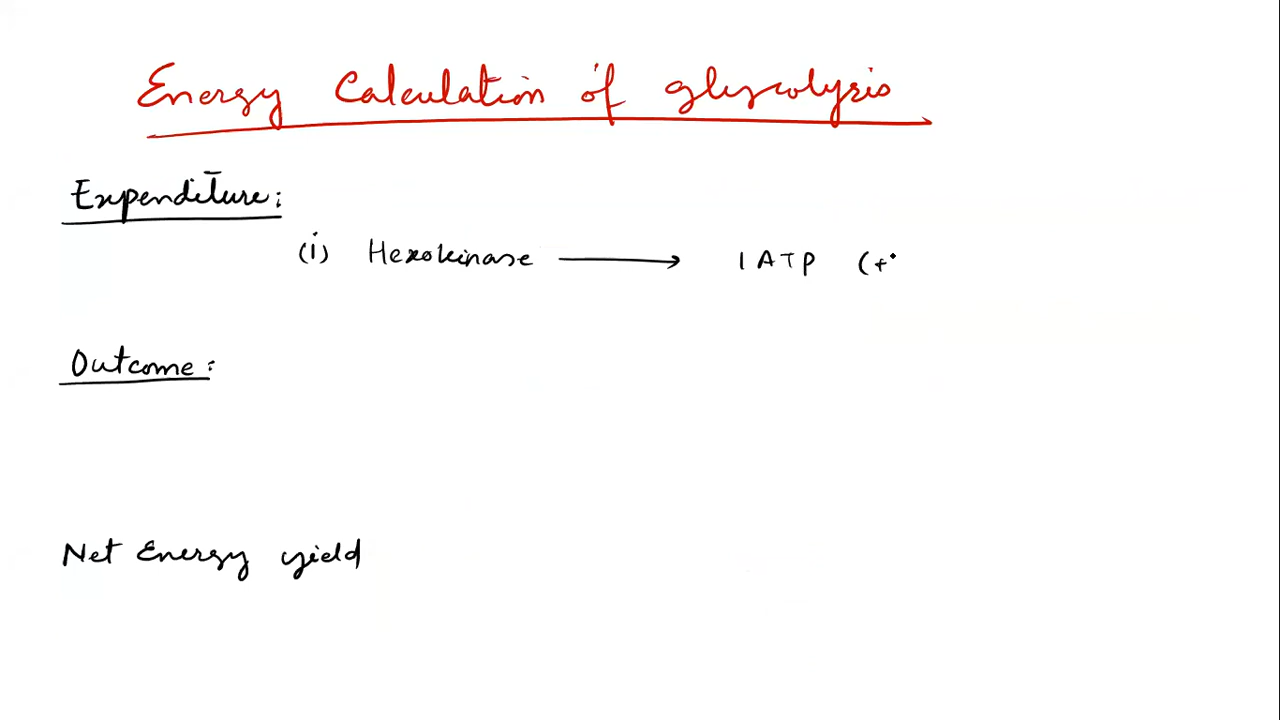 Energy Calculation of glycolysis
Expenditure:
(i) Hexokinase → 1 ATP (+
Outcome:
Net Energy yield